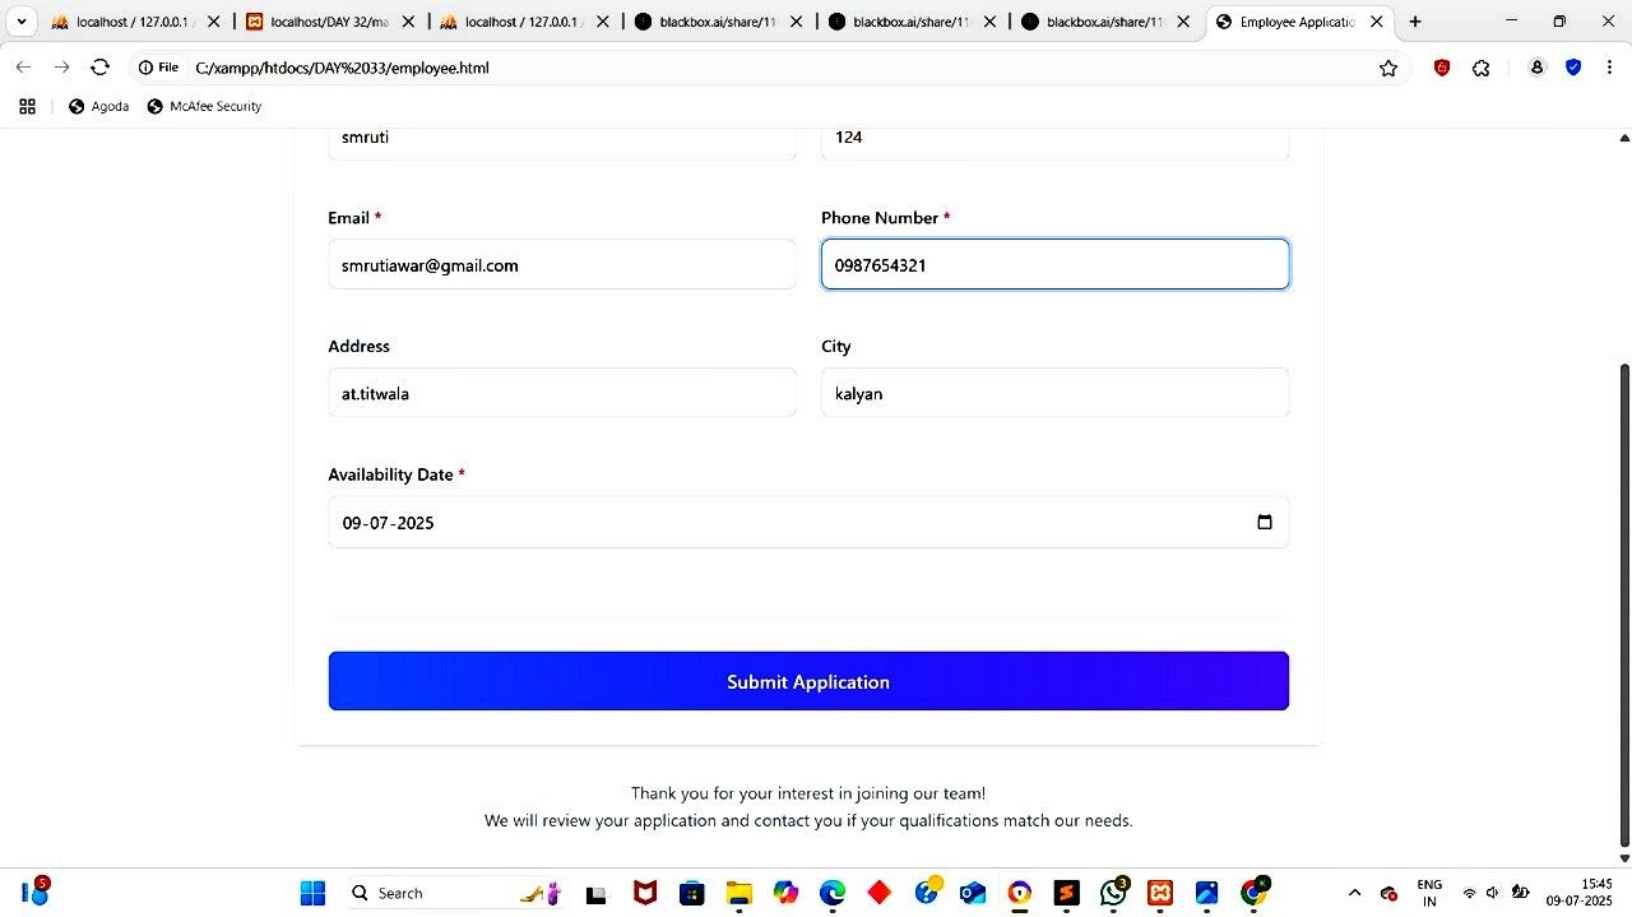 localhost / 127.0.0.1
localhost/DAY 32/ma
localhost / 127.0.0.1
blackbox.ai/share/11
blackbox.ai/share/11
blackbox.ai/share/11
Employee Applicatio
File C:/xampp/htdocs/DAY%2033/employee.html
Agoda
McAfee Security
smruti
124
Email *
Phone Number *
smrutiawar@gmail.com
0987654321
Address
City
at.titwala
kalyan
Availability Date *
09-07-2025
Submit Application
Thank you for your interest in joining our team!
We will review your application and contact you if your qualifications match our needs.
5
Search
3
K
ENG
IN
15:45
09-07-2025